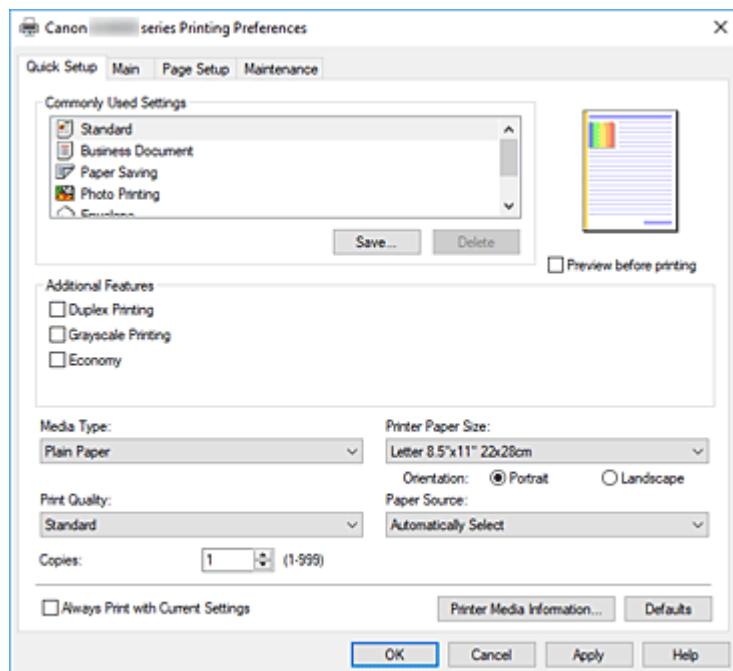 Canon series Printing Preferences
Quick Setup Main Page Setup Maintenance
Commonly Used Settings
Standard
Business Document
Paper Saving
Photo Printing
Envelope
Save... Delete
Preview before printing
Additional Features
Duplex Printing
Grayscale Printing
Economy
Media Type: Printer Paper Size:
Plain Paper Letter 8.5"x11" 22x28cm
Orientation: Portrait Landscape
Print Quality: Paper Source:
Standard Automatically Select
Copies: 1 (1-999)
Always Print with Current Settings Printer Media Information... Defaults
OK Cancel Apply Help